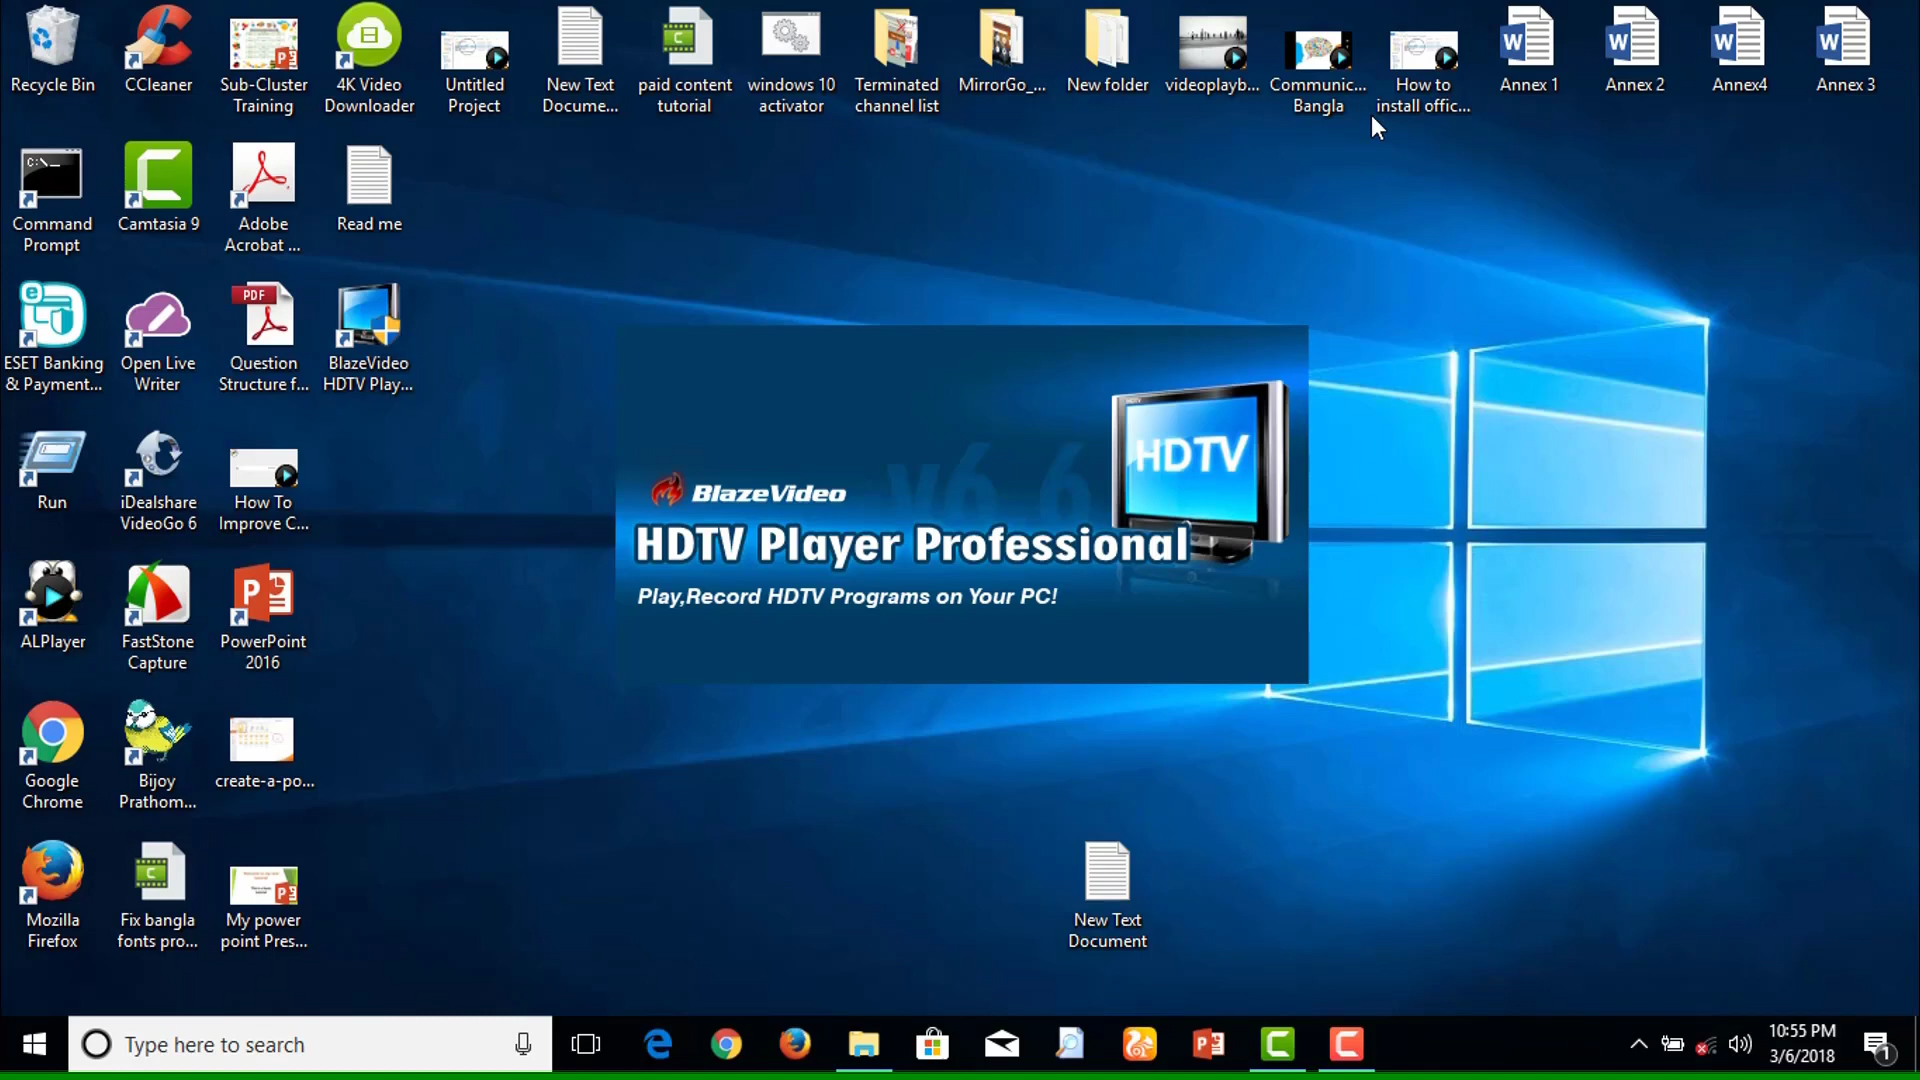 Recycle Bin
CCleaner
Sub-Cluster
Training
4K Video
Downloader
Untitled
Project
New Text
Docume...
paid content
tutorial
windows 10
activator
Terminated
channel list
MirrorGo_...
New folder
videoplayb...
Communic...
Bangla
How to
install offic...
Annex 1
Annex 2
Annex4
Annex 3
C:\_
Command
Prompt
Camtasia 9
Adobe
Acrobat ...
Read me
ESET Banking
& Payment...
Open Live
Writer
PDF
Question
Structure f...
BlazeVideo
HDTV Play...
Run
iDealshare
VideoGo 6
How To
Improve C...
HDTV
HDTV
v6.6
BlazeVideo
HDTV Player Professional
Play,Record HDTV Programs on Your PC!
ALPlayer
FastStone
Capture
PowerPoint
2016
Google
Chrome
Bijoy
Prathom...
create-a-po...
Mozilla
Firefox
Fix bangla
fonts pro...
My power
point Pres...
New Text
Document
Type here to search
10:55 PM
3/6/2018
1